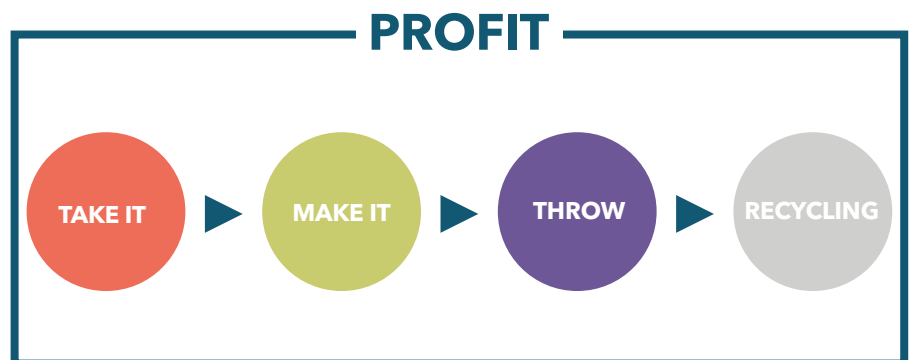 PROFIT
TAKE IT
MAKE IT
THROW
RECYCLING